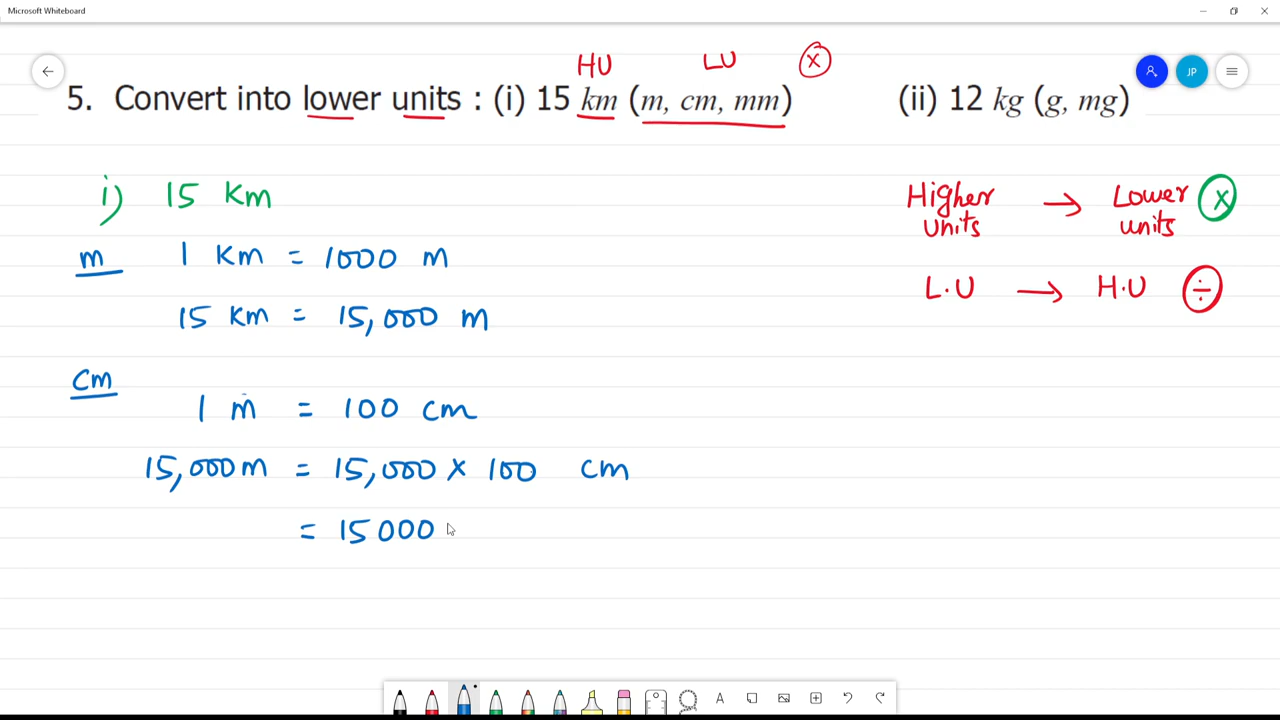 Microsoft Whiteboard
HU LU X
5. Convert into lower units : (i) 15 km (m, cm, mm) (ii) 12 kg (g, mg)
JP
i) 15 Km
Higher Units → Lower units X
m 1 Km = 1000 m
L.U → H.U ÷
15 Km = 15,000 m
Cm
1 m = 100 cm
15,000 m = 15,000 x 100 cm
= 15000
A